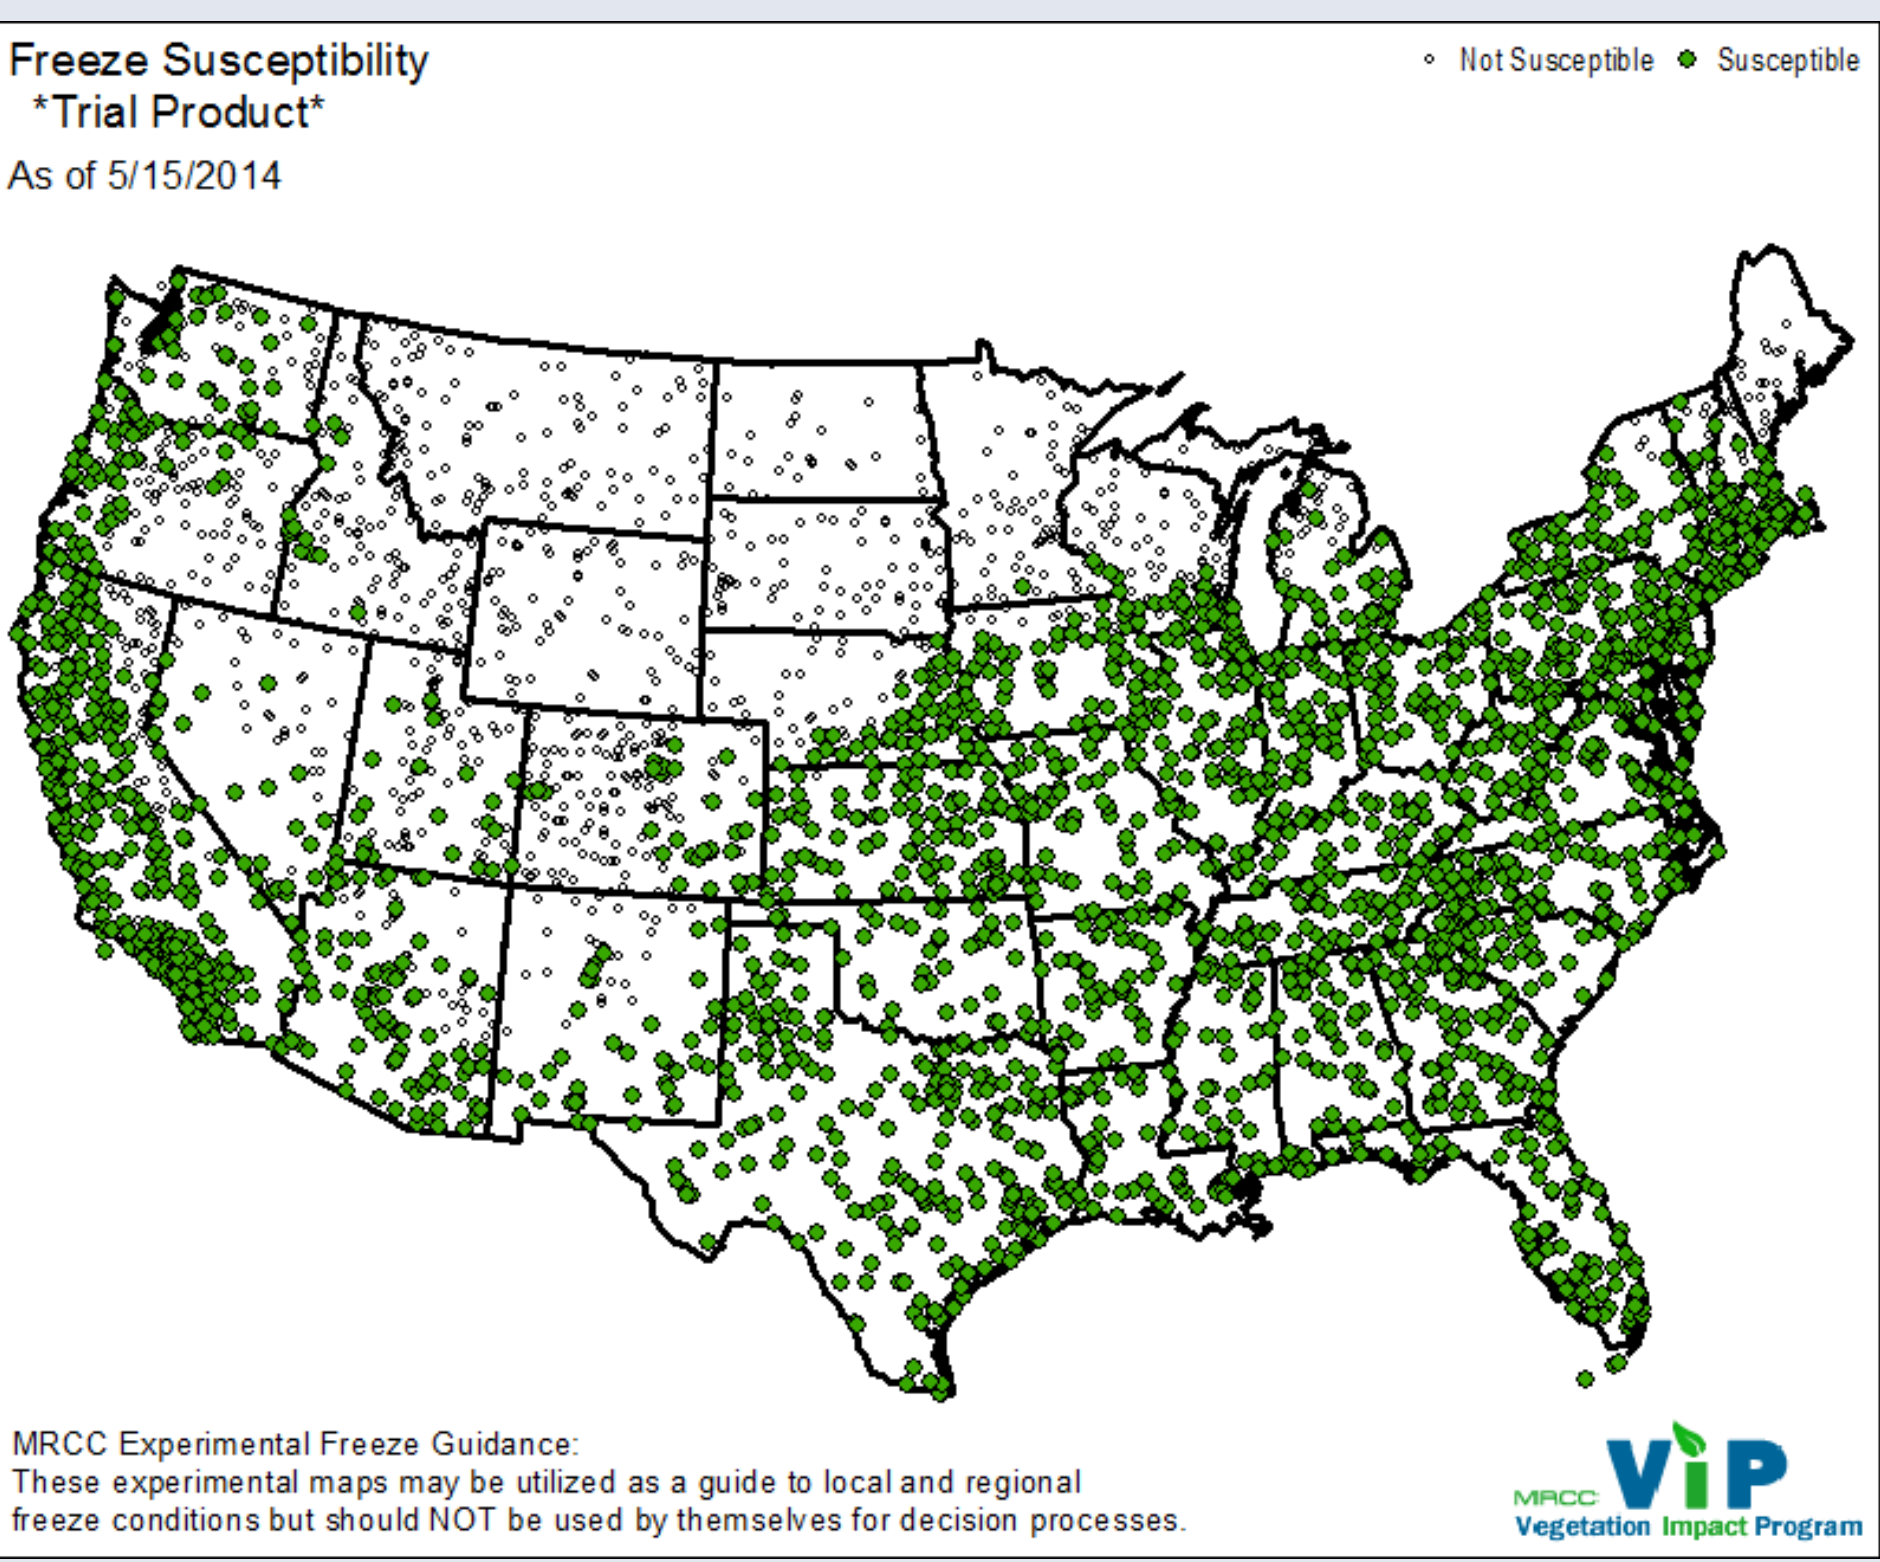 Freeze Susceptibility
*Trial Product*
As of 5/15/2014
Not Susceptible Susceptible
MRCC Experimental Freeze Guidance:
These experimental maps may be utilized as a guide to local and regional
freeze conditions but should NOT be used by themselves for decision processes.
MRCC ViP
Vegetation Impact Program